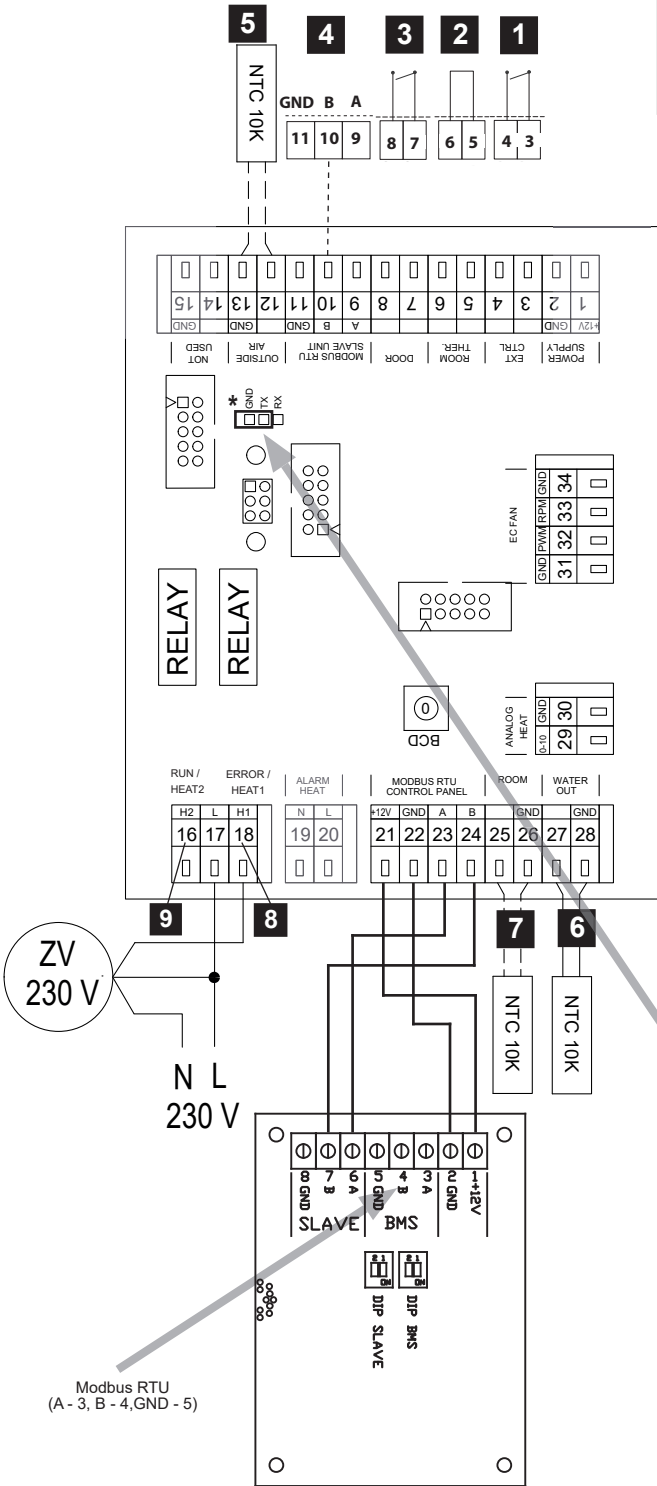 5 4 3 2 1
NTC 10K
GND B A
11 10 9
8 7
6 5
4 3
15 14 13 12 11 10 9 8 7 6 5 4 3 2 1
GND GND GND B A GND +12V
NOT USED
OUTSIDE AIR
MODBUS RTU SLAVE UNIT
DOOR
ROOM THER.
EXT CTRL
POWER SUPPLY
*
GND
TX
RX
ECFAN
GND PWM RPM GND
31 32 33 34
RELAY
RELAY
0
BCD
ANALOG HEAT
0-10 GND
29 30
RUN / HEAT2
ERROR / HEAT1
ALARM HEAT
MODBUS RTU CONTROL PANEL
ROOM
WATER OUT
H2 L H1 N L +12V GND A B GND GND
16 17 18 19 20 21 22 23 24 25 26 27 28
9 8 7 6
ZV
230 V
NTC 10K
NTC 10K
N L
230 V
8 GND
7 B
6 A
5 GND
4 B
3 A
2 GND
1 +12V
SLAVE BMS
2 1
ON
2 1
ON
DIP SLAVE
DIP BMS
Modbus RTU
(A - 3, B - 4,GND - 5)